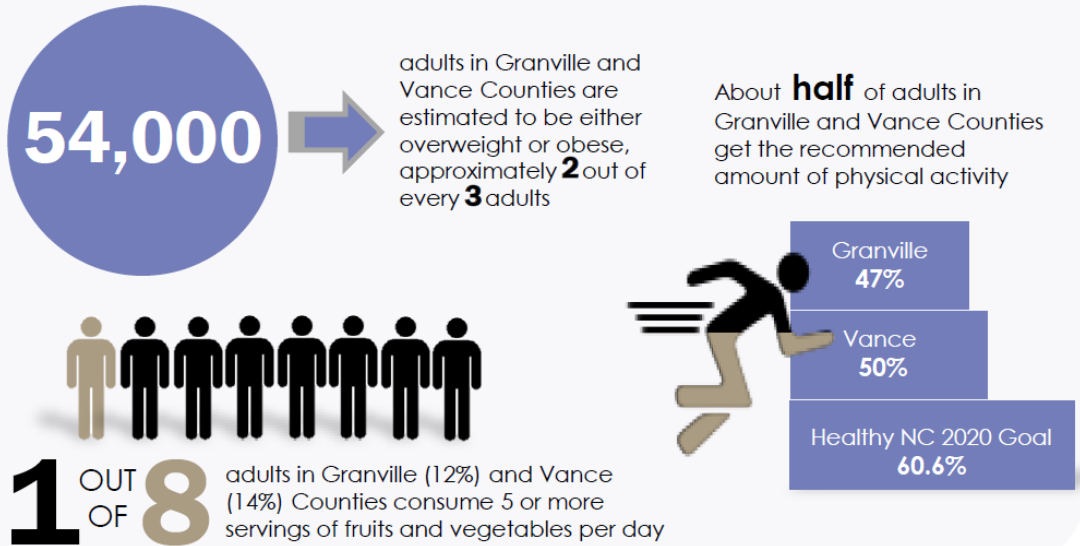 54,000
adults in Granville and
Vance Counties are
estimated to be either
overweight or obese,
approximately 2 out of
every 3 adults
About half of adults in
Granville and Vance Counties
get the recommended
amount of physical activity
Granville
47%
Vance
50%
Healthy NC 2020 Goal
60.6%
1 OUT OF 8
adults in Granville (12%) and Vance
(14%) Counties consume 5 or more
servings of fruits and vegetables per day